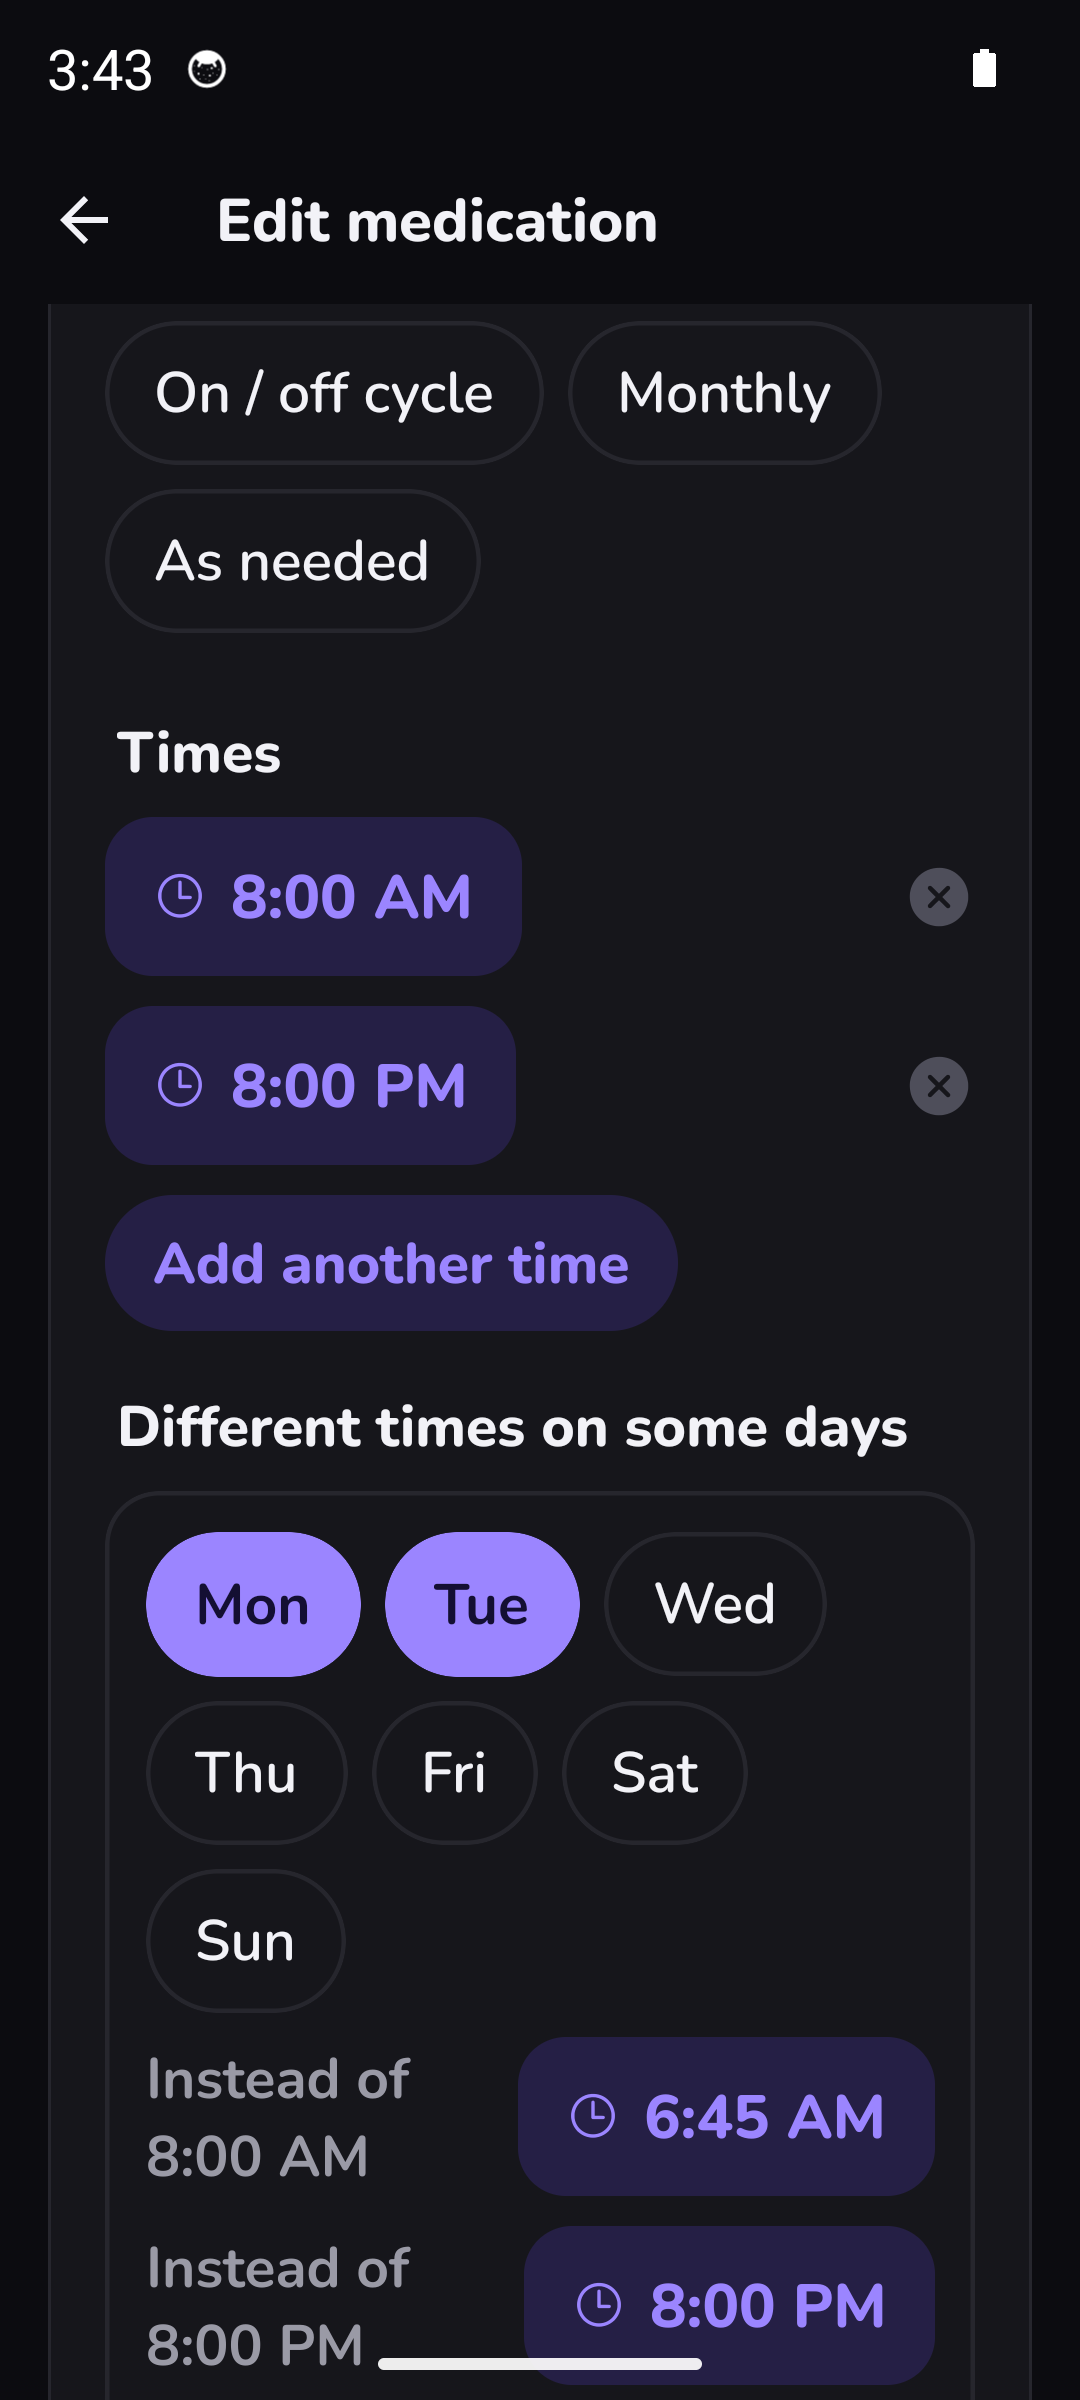 3:43
Edit medication
On / off cycle
Monthly
As needed
Times
8:00 AM
8:00 PM
Add another time
Different times on some days
Mon
Tue
Wed
Thu
Fri
Sat
Sun
Instead of
8:00 AM
6:45 AM
Instead of
8:00 PM
8:00 PM